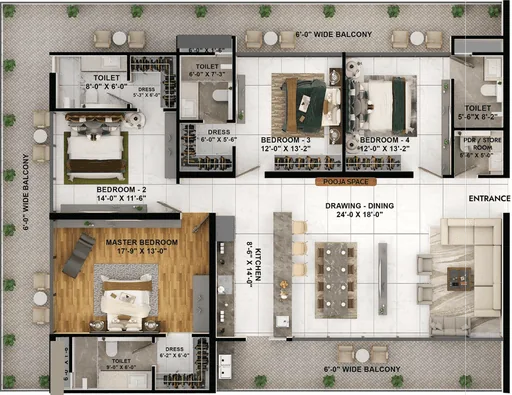 6'-0" WIDE BALCONY
TOILET
8'-0" X 6'-0"
DRESS
TOILET
6'-0" X 7'-3"
DRESS
6'-0" X 5'-6"
BEDROOM - 3
12'-0" X 13'-2"
BEDROOM - 4
12'-0" X 13'-2"
TOILET
5'-6" X 8'-2"
PDR / STORE
ROOM
6'-0" WIDE BALCONY
BEDROOM - 2
14'-0" X 11'-6"
POOJA SPACE
ENTRANCE
DRAWING - DINING
24'-0 X 18'-0"
MASTER BEDROOM
17'-9" X 13'-0"
KITCHEN
8'-6" X 14'-0"
DRESS
6'-2" X 6'-0"
TOILET
9'-0" X 6'-0"
6'-0" WIDE BALCONY